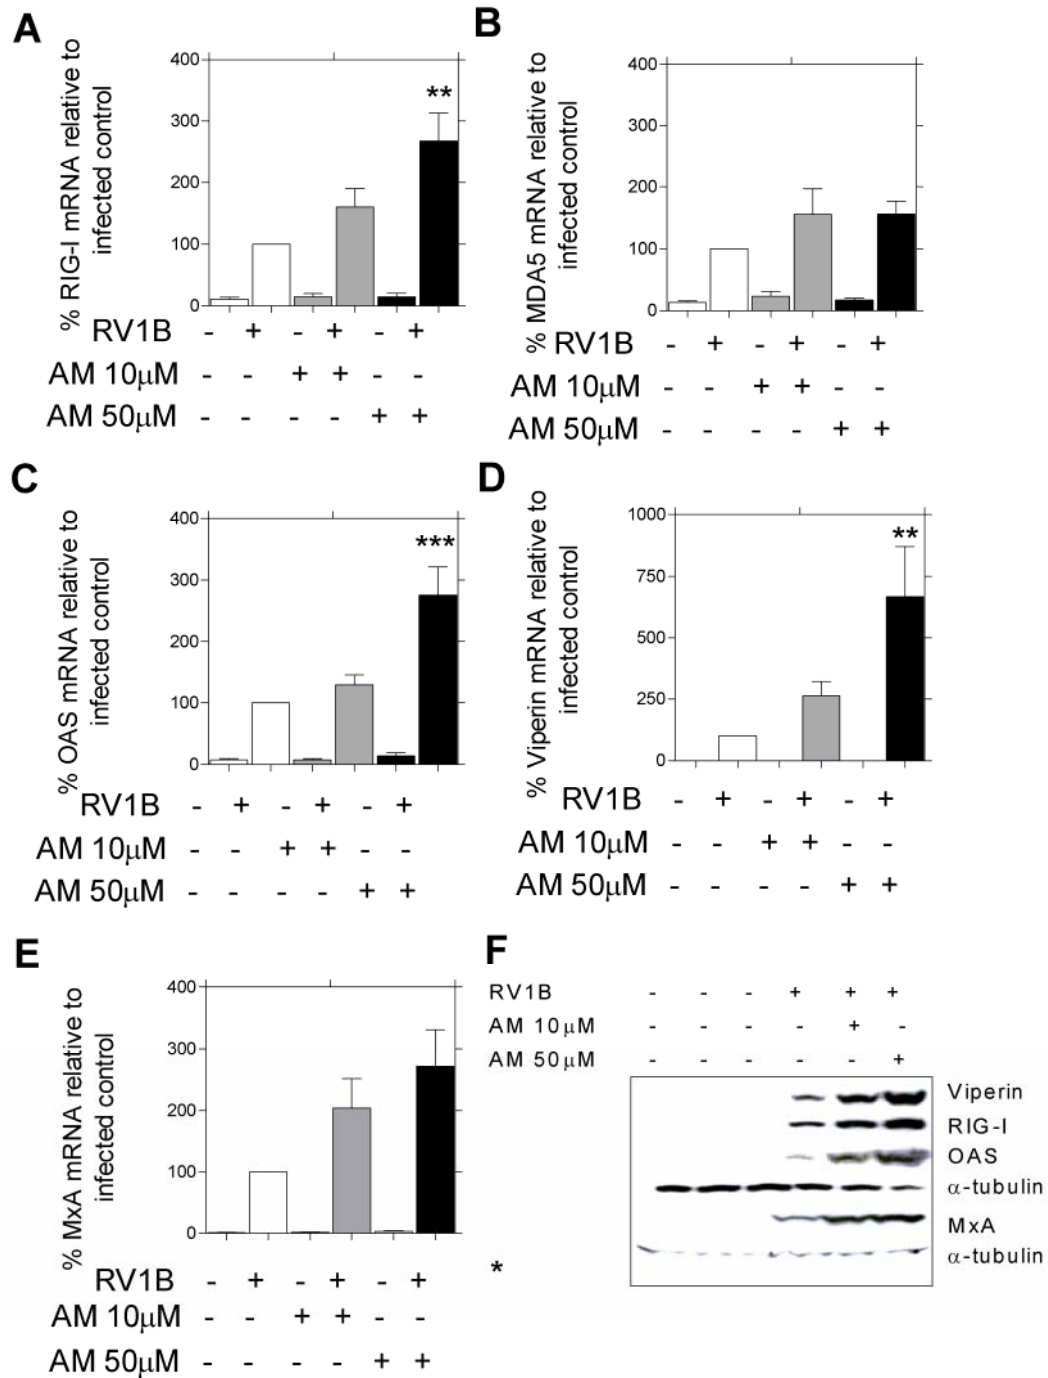 A
% RIG-I mRNA relative to
infected control
400
300
200
100
0
**
RV1B - + - + - +
AM 10μM - - + + - -
AM 50μM - - - - + +
B
% MDA5 mRNA relative to
infected control
400
300
200
100
0
RV1B - + - + - +
AM 10μM - - + + - -
AM 50μM - - - - + +
C
% OAS mRNA relative to
infected control
400
300
200
100
0
***
RV1B - + - + - +
AM 10μM - - + + - -
AM 50μM - - - - + +
D
% Viperin mRNA relative to
infected control
1000
750
500
250
0
**
RV1B - + - + - +
AM 10μM - - + + - -
AM 50μM - - - - + +
E
% MxA mRNA relative to
infected control
400
300
200
100
0
RV1B - + - + - +
AM 10μM - - + + - -
AM 50μM - - - - + +
*
F
RV1B - - - + + +
AM 10μM - - - - + -
AM 50μM - - - - - +
Viperin
RIG-I
OAS
α-tubulin
MxA
α-tubulin